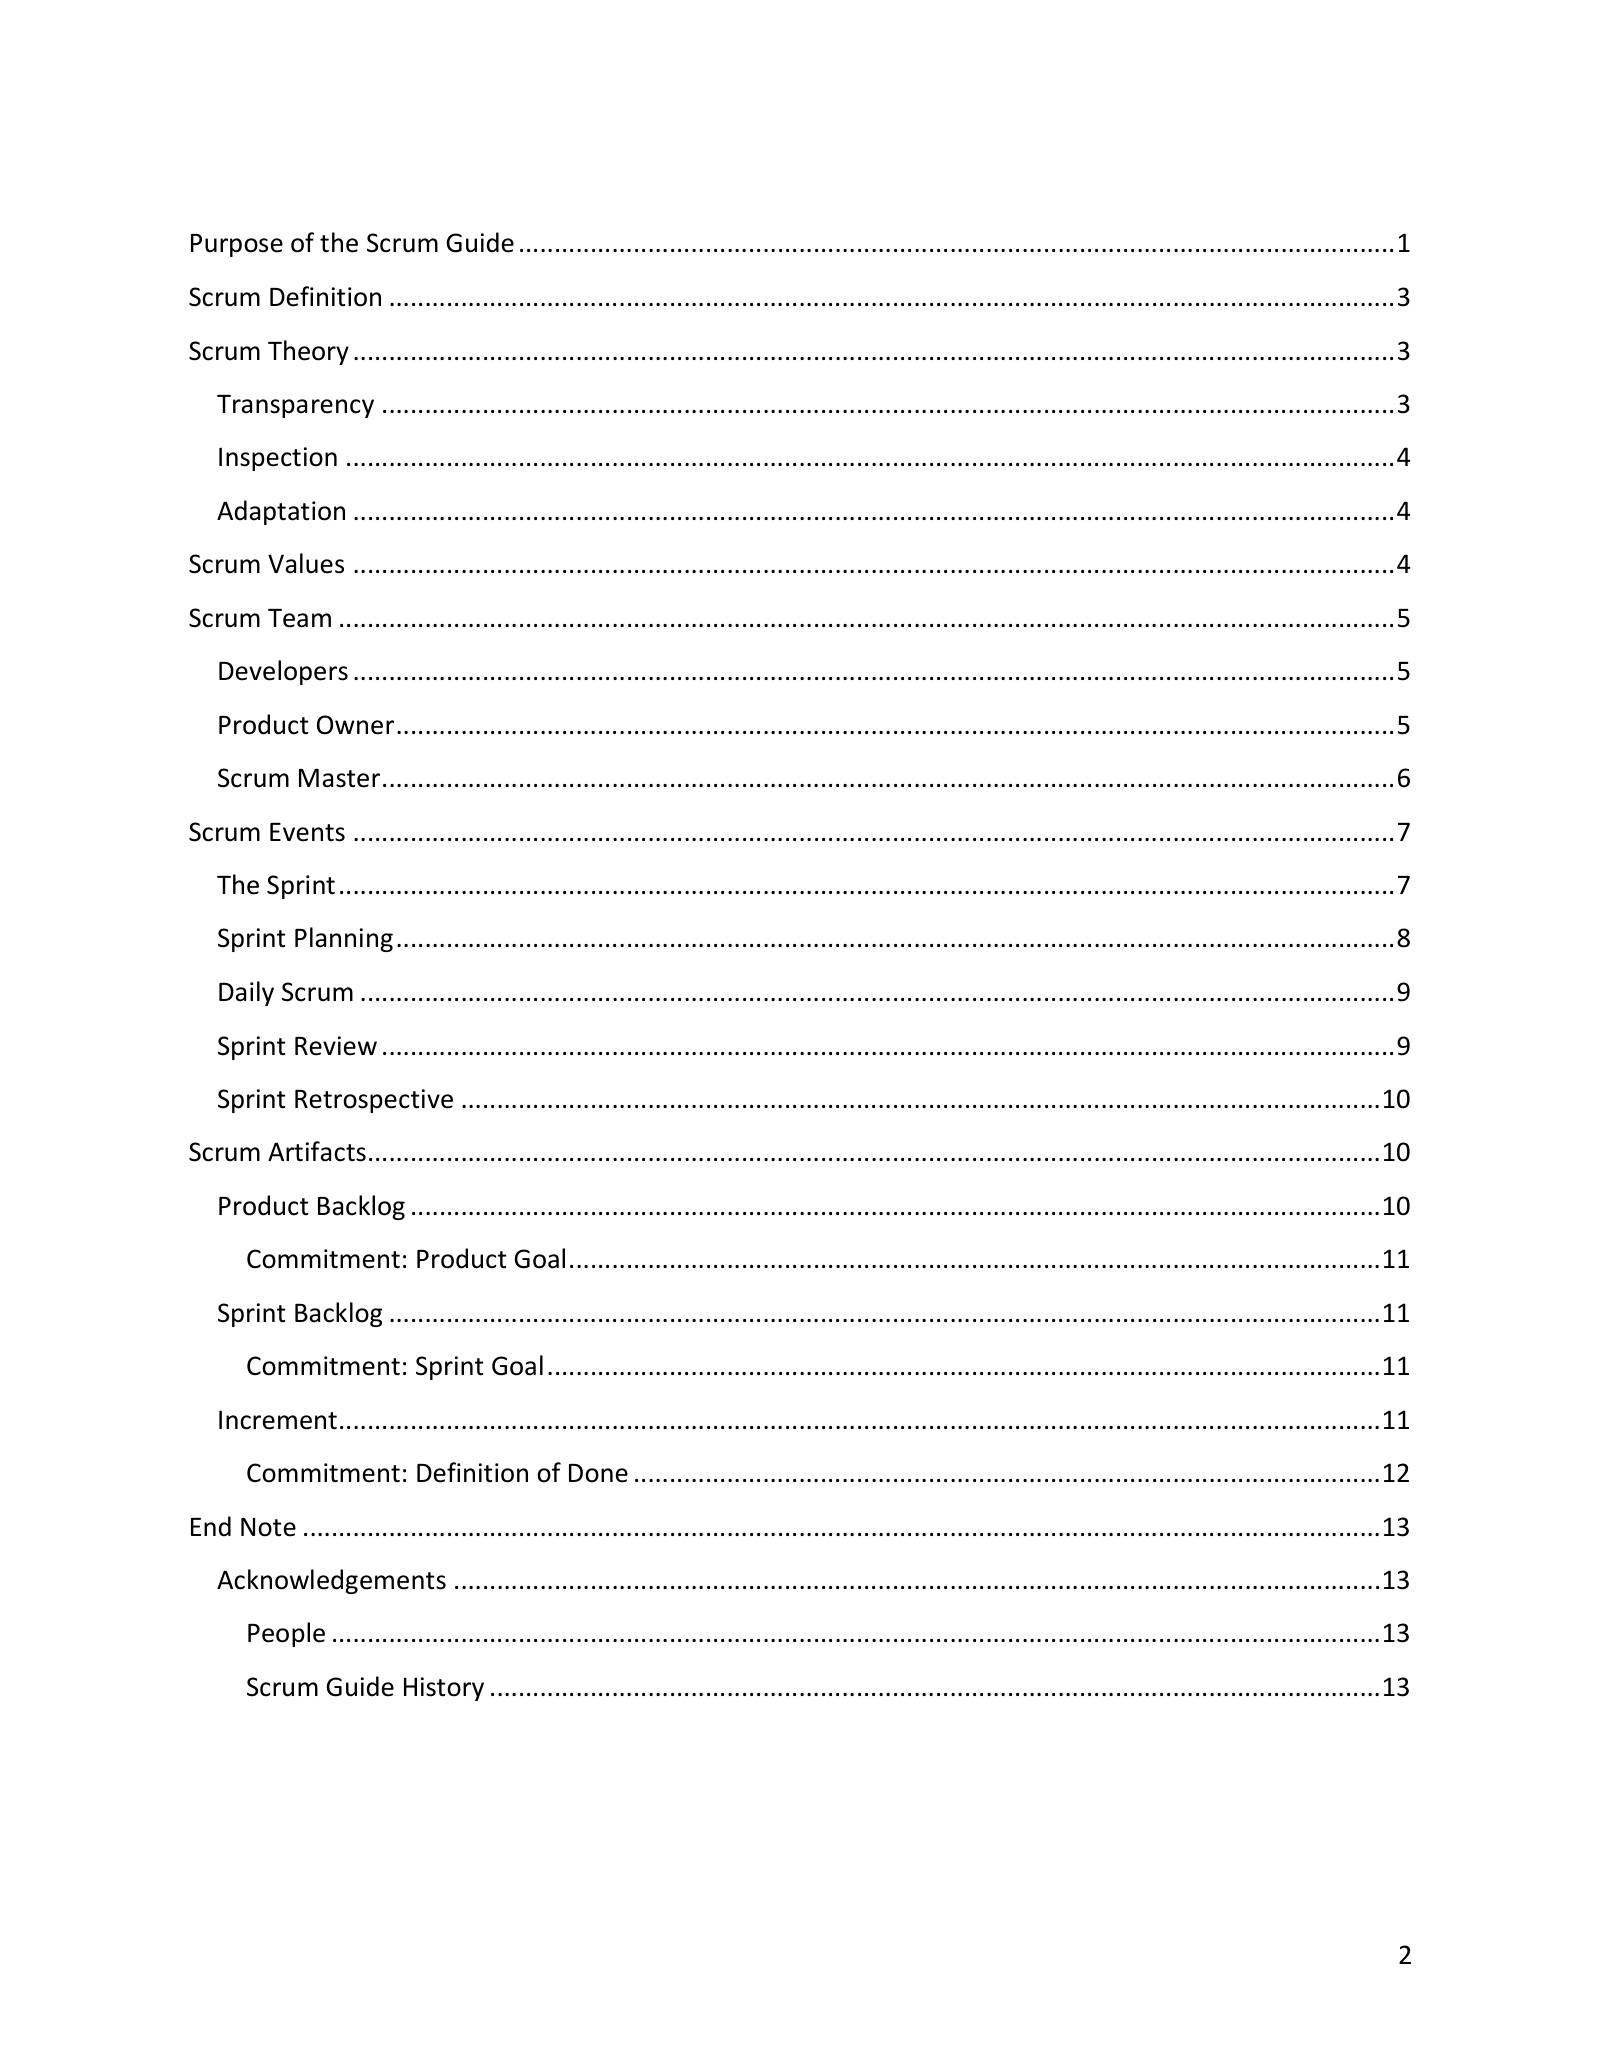 Purpose of the Scrum Guide ........................................ 1
Scrum Definition ........................................ 3
Scrum Theory ........................................ 3
Transparency ........................................ 3
Inspection ........................................ 4
Adaptation ........................................ 4
Scrum Values ........................................ 4
Scrum Team ........................................ 5
Developers ........................................ 5
Product Owner ........................................ 5
Scrum Master ........................................ 6
Scrum Events ........................................ 7
The Sprint ........................................ 7
Sprint Planning ........................................ 8
Daily Scrum ........................................ 9
Sprint Review ........................................ 9
Sprint Retrospective ........................................ 10
Scrum Artifacts ........................................ 10
Product Backlog ........................................ 10
Commitment: Product Goal ........................................ 11
Sprint Backlog ........................................ 11
Commitment: Sprint Goal ........................................ 11
Increment ........................................ 11
Commitment: Definition of Done ........................................ 12
End Note ........................................ 13
Acknowledgements ........................................ 13
People ........................................ 13
Scrum Guide History ........................................ 13
2